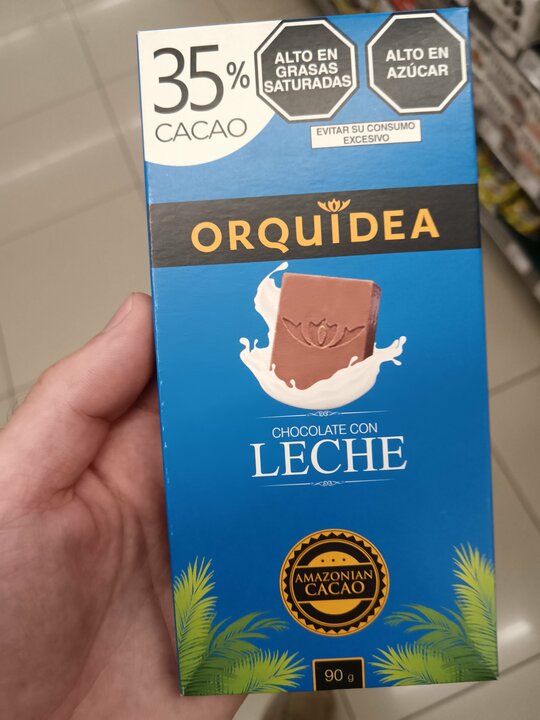 35%
CACAO
ALTO EN
GRASAS
SATURADAS
ALTO EN
AZÚCAR
EVITAR SU CONSUMO
EXCESIVO
ORQUÍDEA
CHOCOLATE CON
LECHE
AMAZONIAN
CACAO
90 g